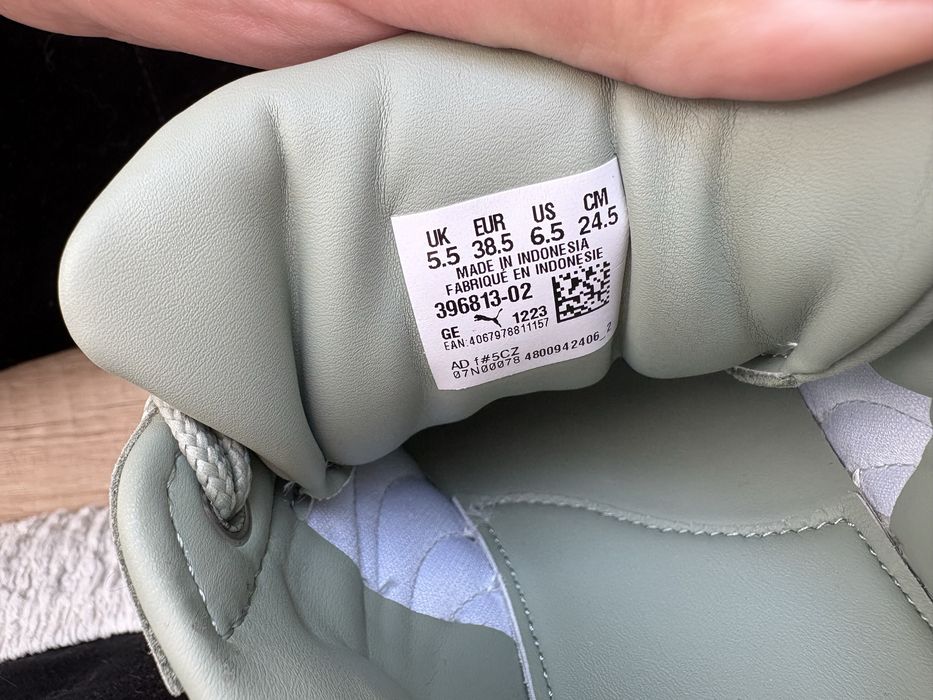 UK EUR US CM
5.5 38.5 6.5 24.5
MADE IN INDONESIA
FABRIQUÉ EN INDONESIE
396813-02
GE 1223
EAN:4067978811157
AD f#5CZ
07N00078 4800942406_2